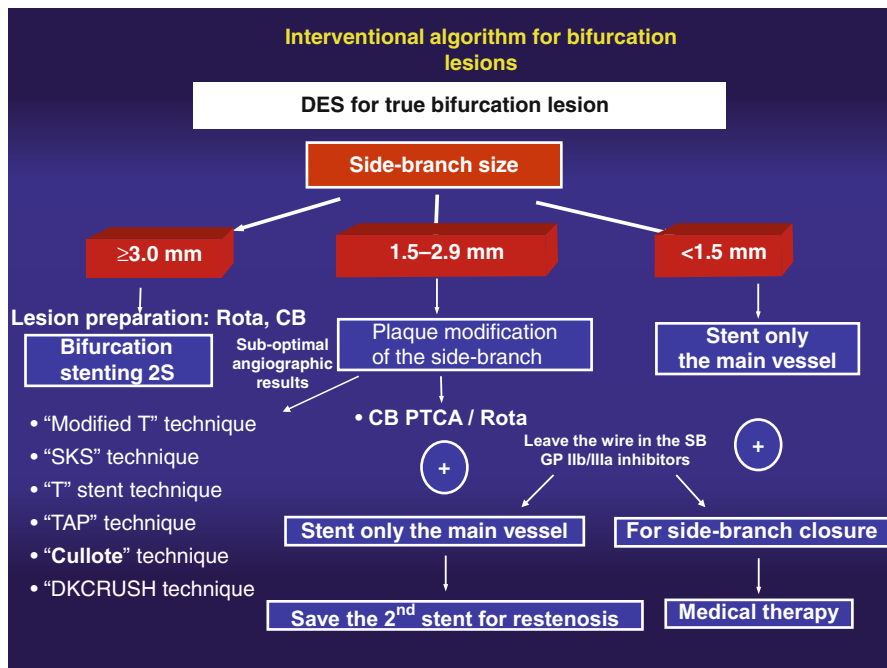 Interventional algorithm for bifurcation
lesions
DES for true bifurcation lesion
Side-branch size
≥3.0 mm
1.5–2.9 mm
<1.5 mm
Lesion preparation: Rota, CB
Bifurcation
stenting 2S
Sub-optimal
angiographic
results
Plaque modification
of the side-branch
Stent only
the main vessel
• "Modified T" technique
• "SKS" technique
• "T" stent technique
• "TAP" technique
• "Cullote" technique
• "DKCRUSH technique
• CB PTCA / Rota
+
Leave the wire in the SB
GP IIb/IIIa inhibitors
+
Stent only the main vessel
For side-branch closure
Save the 2nd stent for restenosis
Medical therapy